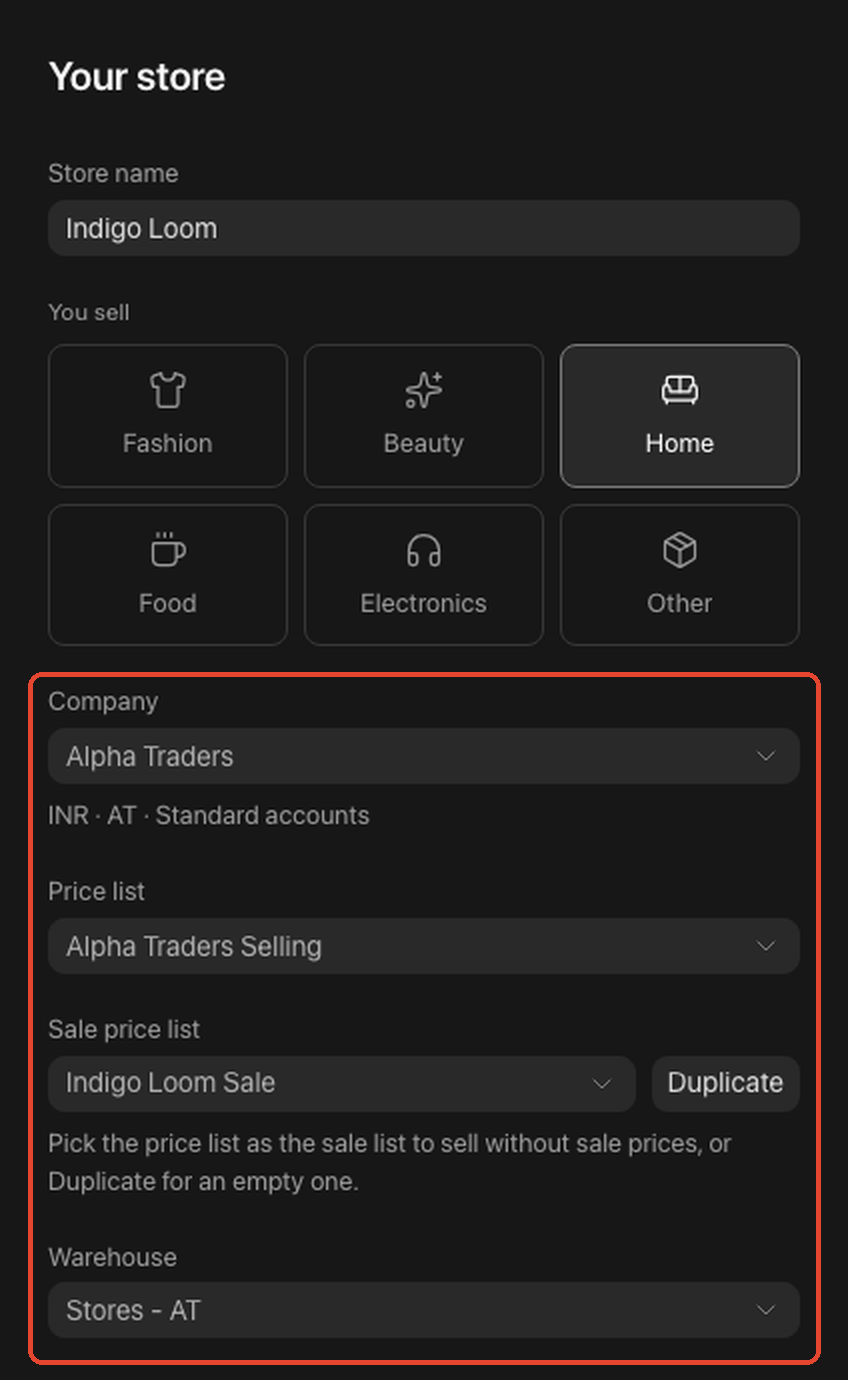 Your store
Store name
Indigo Loom
You sell
Fashion
Beauty
Home
Food
Electronics
Other
Company
Alpha Traders
INR · AT · Standard accounts
Price list
Alpha Traders Selling
Sale price list
Indigo Loom Sale
Duplicate
Pick the price list as the sale list to sell without sale prices, or
Duplicate for an empty one.
Warehouse
Stores - AT